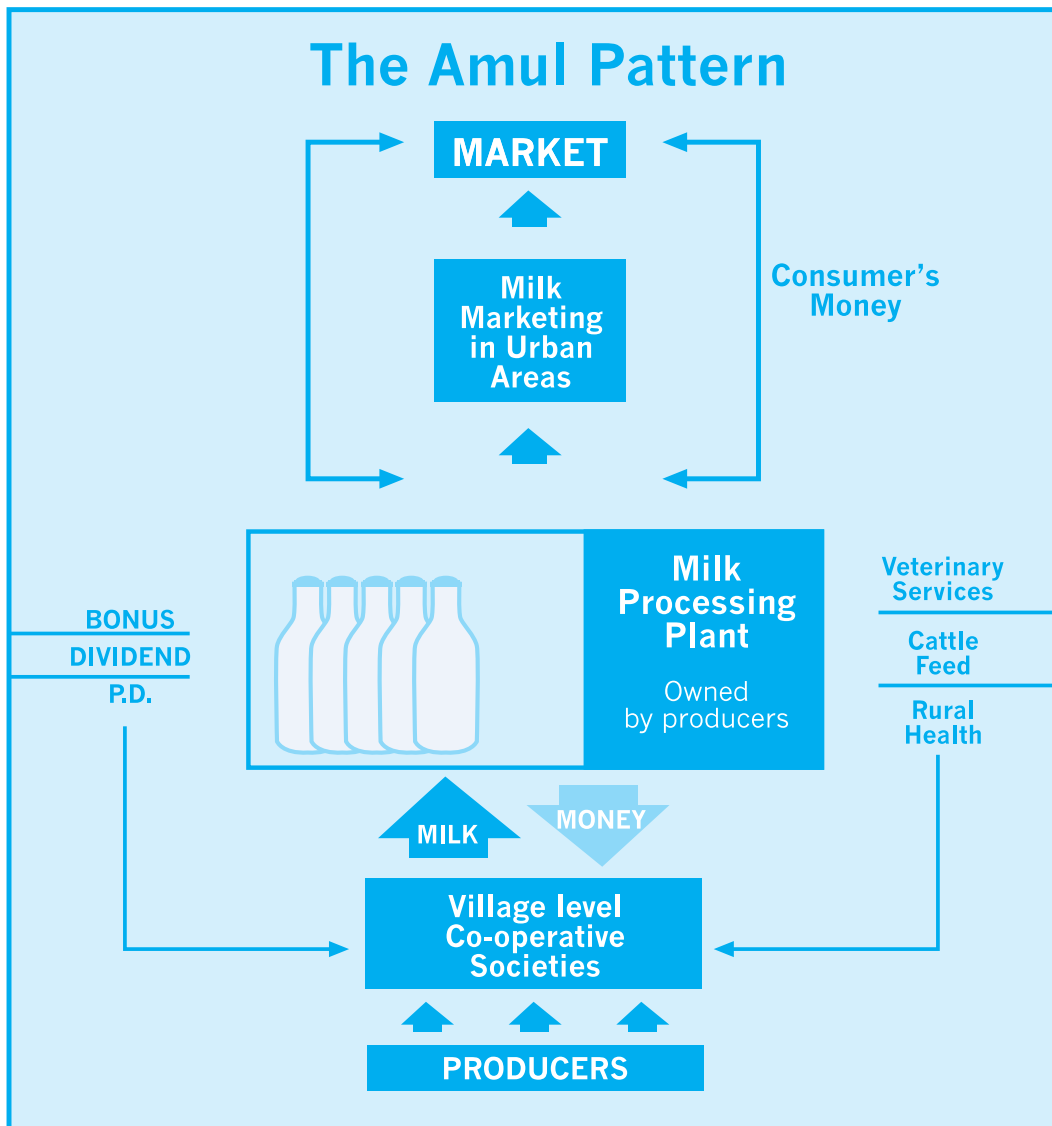 The Amul Pattern
MARKET
Milk
Marketing
in Urban
Areas
Consumer’s
Money
Milk
Processing
Plant
Owned
by producers
Veterinary
Services
Cattle
Feed
Rural
Health
BONUS
DIVIDEND
P.D.
MILK
MONEY
Village level
Co-operative
Societies
PRODUCERS